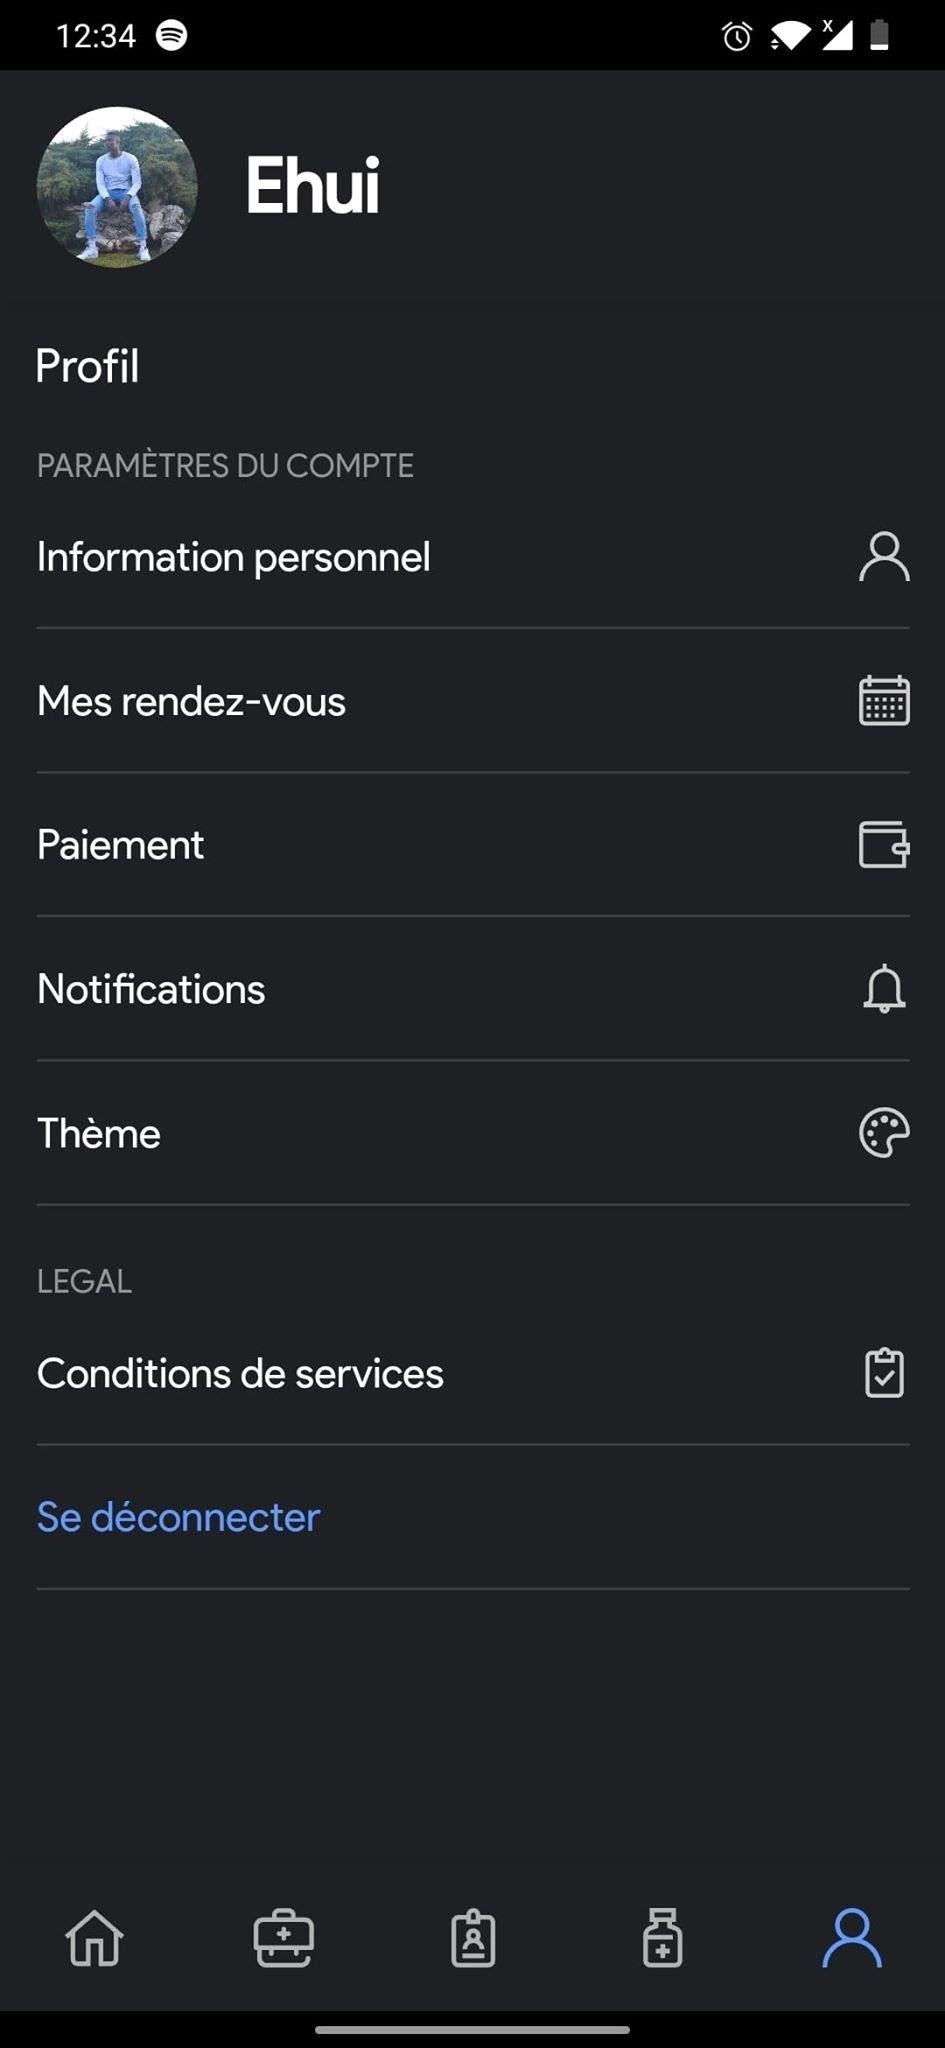 12:34
Ehui
Profil
PARAMÈTRES DU COMPTE
Information personnel
Mes rendez-vous
Paiement
Notifications
Thème
LEGAL
Conditions de services
Se déconnecter